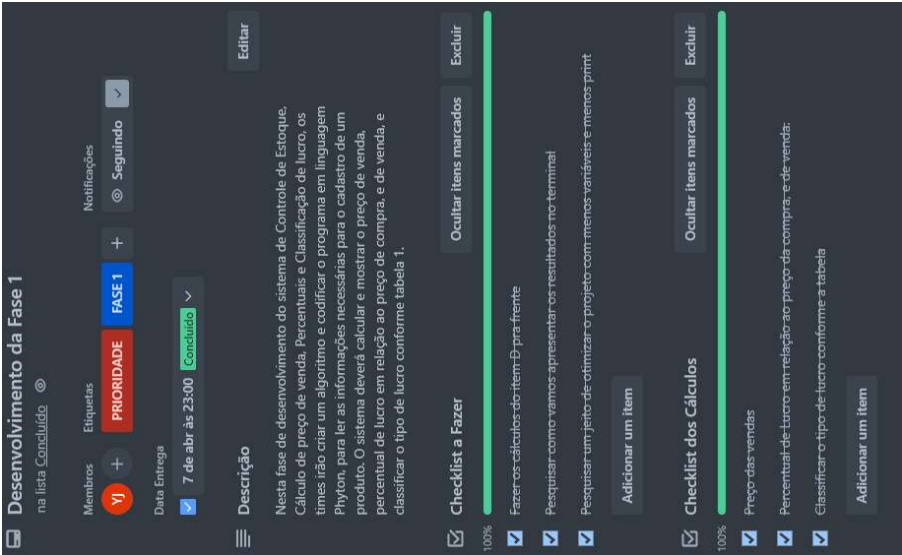 Desenvolvimento da Fase 1
na lista Concluído
Membros
Etiquetas
Notificações
YJ
+
PRIORIDADE
FASE 1
+
Seguindo
Data Entrega
7 de abr às 23:00 Concluído
Descrição
Editar
Nesta fase de desenvolvimento do sistema de Controle de Estoque,
Cálculo de preço de venda, Percentuais e Classificação de lucro, os
times irão criar um algoritmo e codificar o programa em linguagem
Phyton, para ler as informações necessárias para o cadastro de um
produto. O sistema deverá calcular e mostrar o preço de venda,
percentual de lucro em relação ao preço de compra, e de venda, e
classificar o tipo de lucro conforme tabela 1.
Checklist a Fazer
Ocultar itens marcados
Excluir
100%
Fazer os cálculos do item D pra frente
Pesquisar como vamos apresentar os resultados no terminal
Pesquisar um jeito de otimizar o projeto com menos variáveis e menos print
Adicionar um item
Checklist dos Cálculos
Ocultar itens marcados
Excluir
100%
Preço das vendas
Percentual de Lucro em relação ao preço da compra, e de venda:
Classificar o tipo de lucro conforme a tabela
Adicionar um item